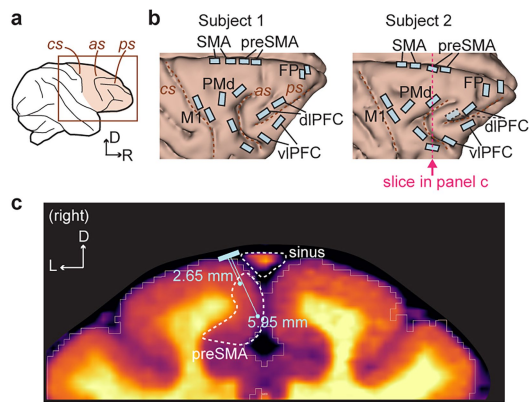 a
cs as ps
D
R
b
Subject 1
SMA preSMA
FP
cs
PMd
as ps
M1
dlPFC
vlPFC
Subject 2
SMA preSMA
FP
PMd
M1
dlPFC
vlPFC
slice in panel c
c
(right)
D
L
sinus
2.65 mm
5.95 mm
preSMA